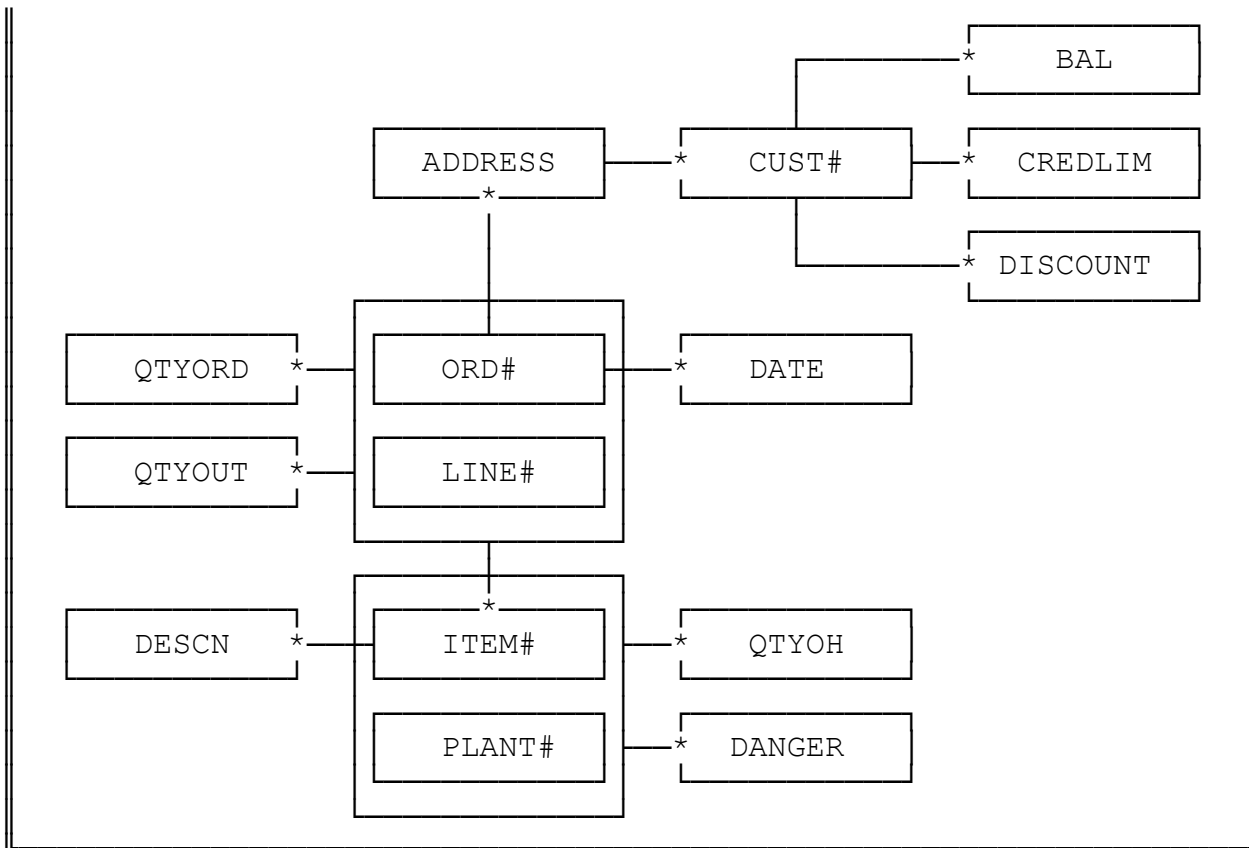 BAL
ADDRESS * CUST# * CREDLIM
*
* DISCOUNT
QTYORD * ORD# * DATE
QTYOUT * LINE#
*
DESCN * ITEM# * QTYOH
PLANT# * DANGER